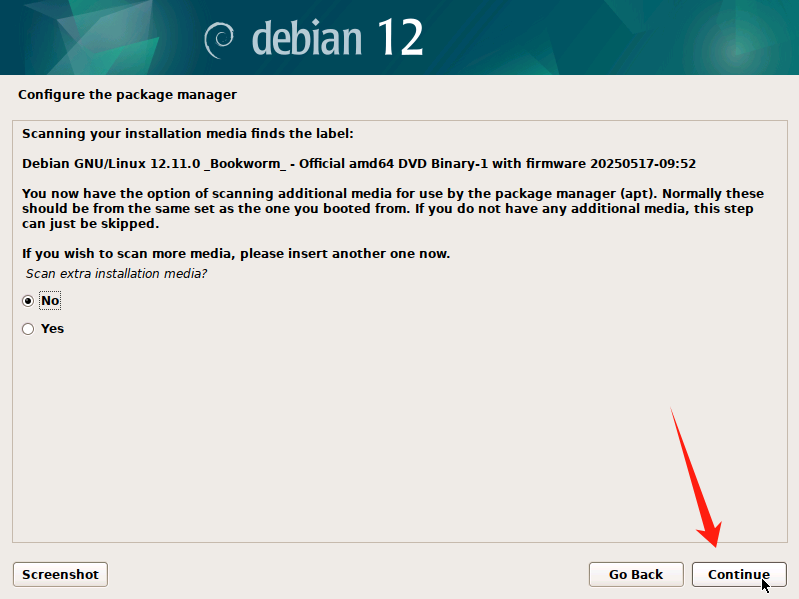 debian 12
Configure the package manager
Scanning your installation media finds the label:
Debian GNU/Linux 12.11.0 _Bookworm_ - Official amd64 DVD Binary-1 with firmware 20250517-09:52
You now have the option of scanning additional media for use by the package manager (apt). Normally these
should be from the same set as the one you booted from. If you do not have any additional media, this step
can just be skipped.
If you wish to scan more media, please insert another one now.
Scan extra installation media?
No
Yes
Screenshot
Go Back
Continue